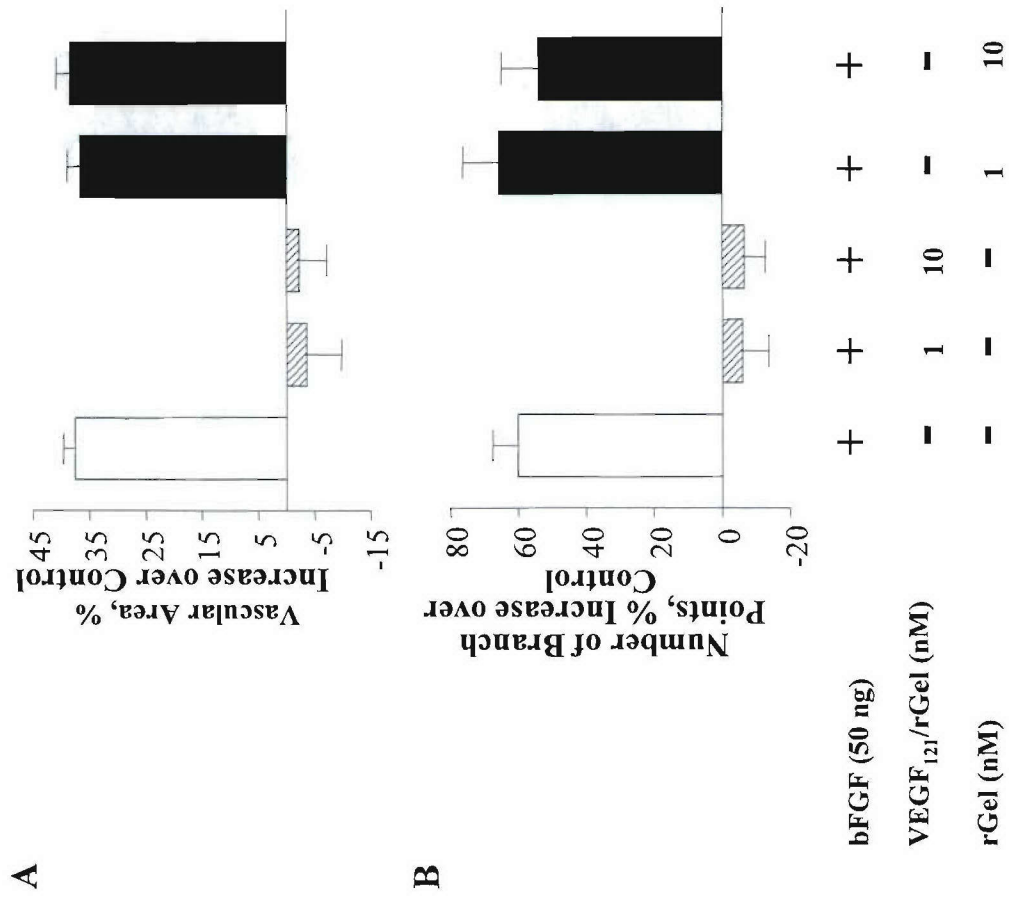 A
Vascular Area, %
Increase over Control
45
35
25
15
5
-5
-15
B
Number of Branch
Points, % Increase over
Control
80
60
40
20
0
-20
bFGF (50 ng) + + + + +
VEGF121/rGel (nM) - 1 10 - -
rGel (nM) - - - 1 10